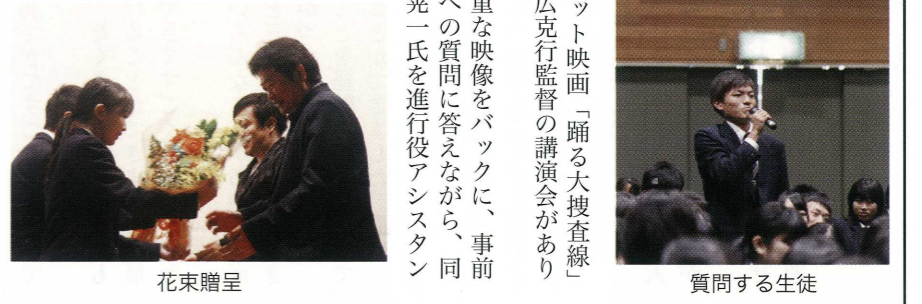 ット映画「踊る大捜査線」
広克行監督の講演会があり
重な映像をバックに、事前
への質問に答えながら、同
晃一氏を進行役アシスタン
質問する生徒
花束贈呈